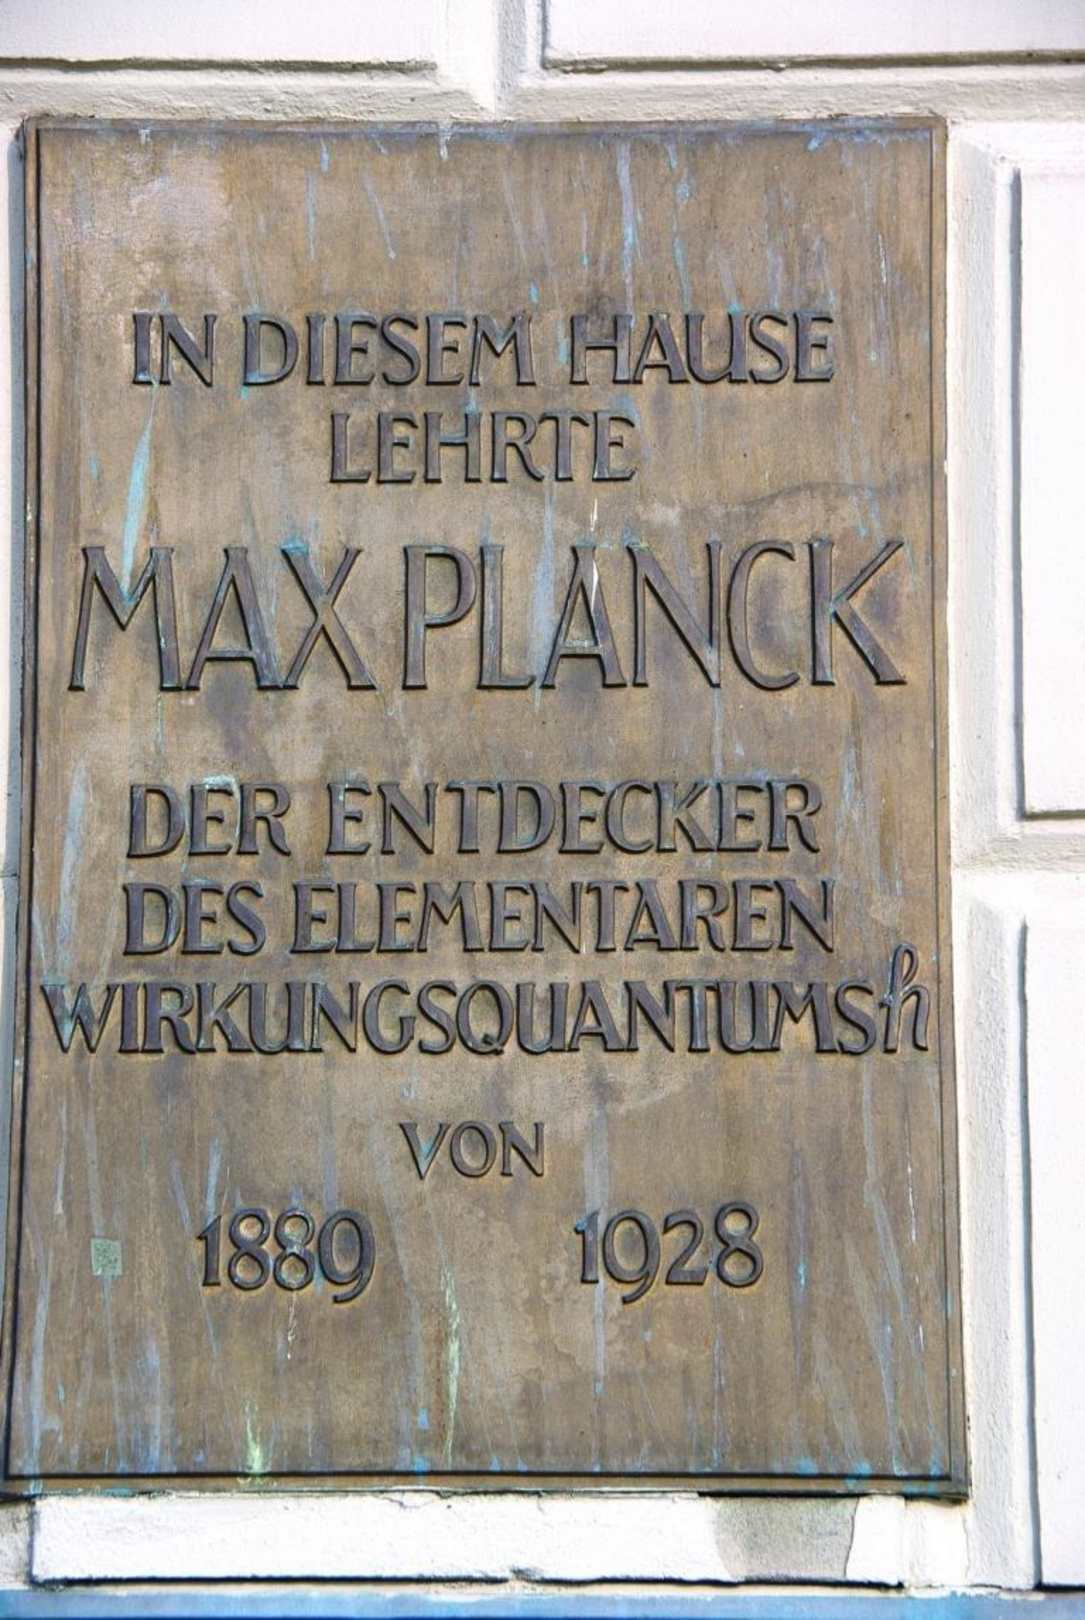 IN DIESEM HAUSE
LEHRTE
MAX PLANCK
DER ENTDECKER
DES ELEMENTAREN
WIRKUNGSQUANTUMS h
VON
1889 1928